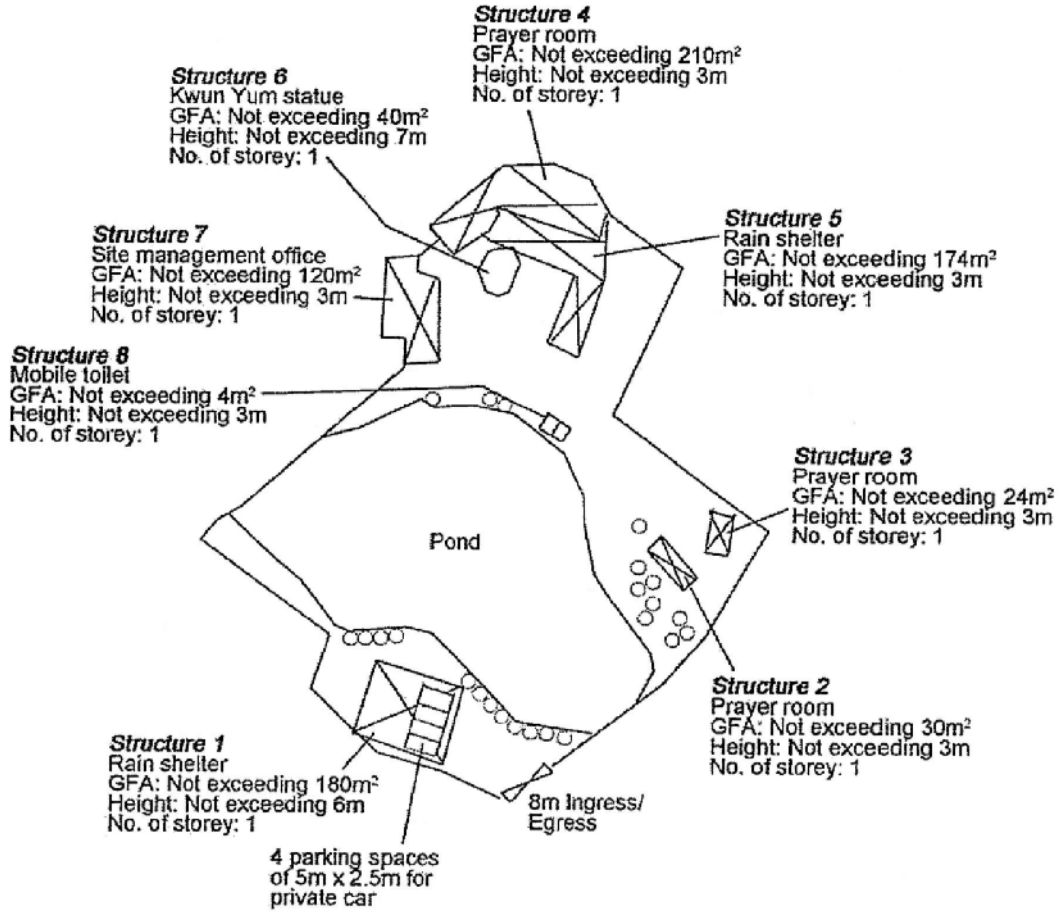 Structure 4
Prayer room
GFA: Not exceeding 210m²
Height: Not exceeding 3m
No. of storey: 1
Structure 6
Kwun Yum statue
GFA: Not exceeding 40m²
Height: Not exceeding 7m
No. of storey: 1
Structure 5
Rain shelter
GFA: Not exceeding 174m²
Height: Not exceeding 3m
No. of storey: 1
Structure 7
Site management office
GFA: Not exceeding 120m²
Height: Not exceeding 3m
No. of storey: 1
Structure 8
Mobile toilet
GFA: Not exceeding 4m²
Height: Not exceeding 3m
No. of storey: 1
Structure 3
Prayer room
GFA: Not exceeding 24m²
Height: Not exceeding 3m
No. of storey: 1
Pond
Structure 2
Prayer room
GFA: Not exceeding 30m²
Height: Not exceeding 3m
No. of storey: 1
Structure 1
Rain shelter
GFA: Not exceeding 180m²
Height: Not exceeding 6m
No. of storey: 1
8m Ingress/
Egress
4 parking spaces
of 5m x 2.5m for
private car